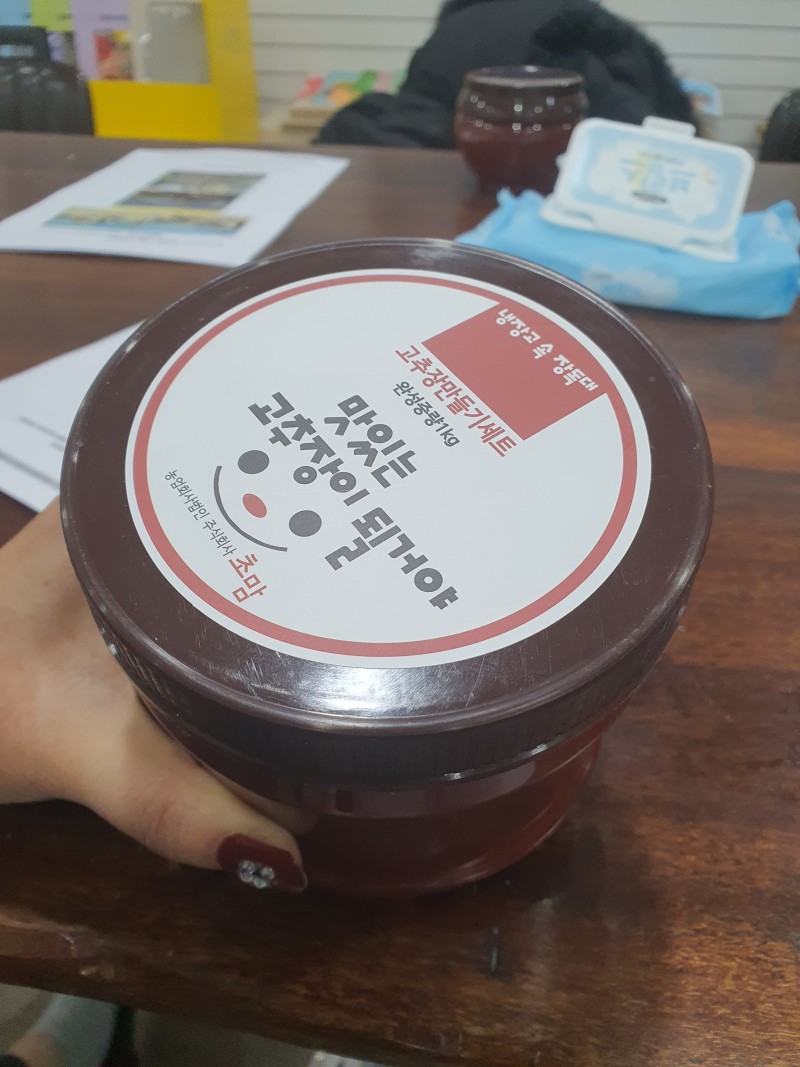 냉장고 속 장독대
고추장만들기세트
완성중량1kg
맛있는
고추장이 될거야
농업회사법인 주식회사 초맘